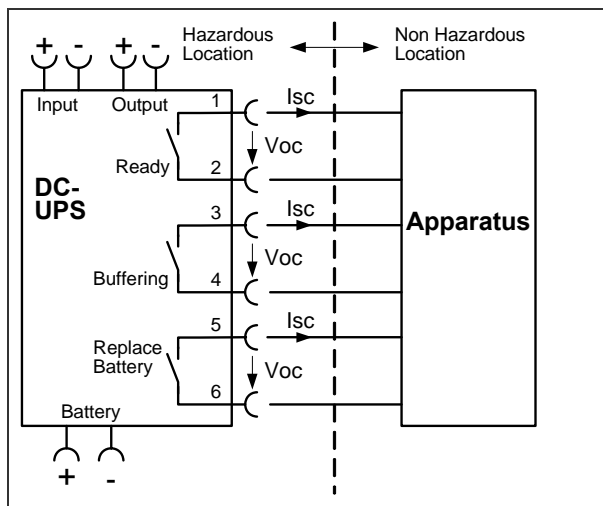 Hazardous Location
Non Hazardous Location
+ - + -
Input Output
DC-UPS
Apparatus
1
Isc
Ready
Voc
2
3
Isc
Buffering
Voc
4
5
Isc
Replace Battery
Voc
6
Battery
+ -